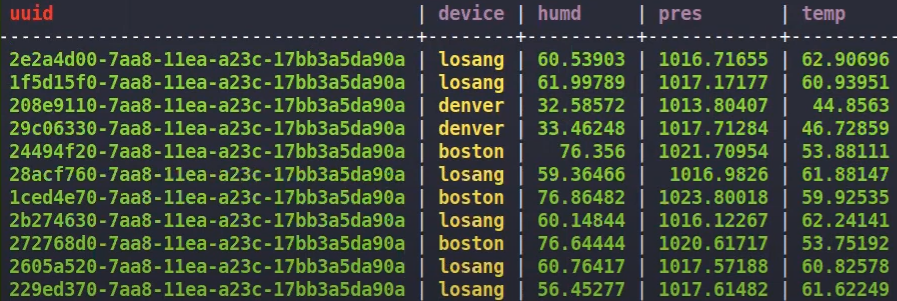 uuid | device | humd | pres | temp
--------------------------------------+--------+----------+------------+----------
2e2a4d00-7aa8-11ea-a23c-17bb3a5da90a | losang | 60.53903 | 1016.71655 | 62.90696
1f5d15f0-7aa8-11ea-a23c-17bb3a5da90a | losang | 61.99789 | 1017.17177 | 60.93951
208e9110-7aa8-11ea-a23c-17bb3a5da90a | denver | 32.58572 | 1013.80407 | 44.8563
29c06330-7aa8-11ea-a23c-17bb3a5da90a | denver | 33.46248 | 1017.71284 | 46.72859
24494f20-7aa8-11ea-a23c-17bb3a5da90a | boston | 76.356 | 1021.70954 | 53.88111
28acf760-7aa8-11ea-a23c-17bb3a5da90a | losang | 59.36466 | 1016.9826 | 61.88147
1ced4e70-7aa8-11ea-a23c-17bb3a5da90a | boston | 76.86482 | 1023.80018 | 59.92535
2b274630-7aa8-11ea-a23c-17bb3a5da90a | losang | 60.14844 | 1016.12267 | 62.24141
272768d0-7aa8-11ea-a23c-17bb3a5da90a | boston | 76.64444 | 1020.61717 | 53.75192
2605a520-7aa8-11ea-a23c-17bb3a5da90a | losang | 60.76417 | 1017.57188 | 60.82578
229ed370-7aa8-11ea-a23c-17bb3a5da90a | losang | 56.45277 | 1017.61482 | 61.62249